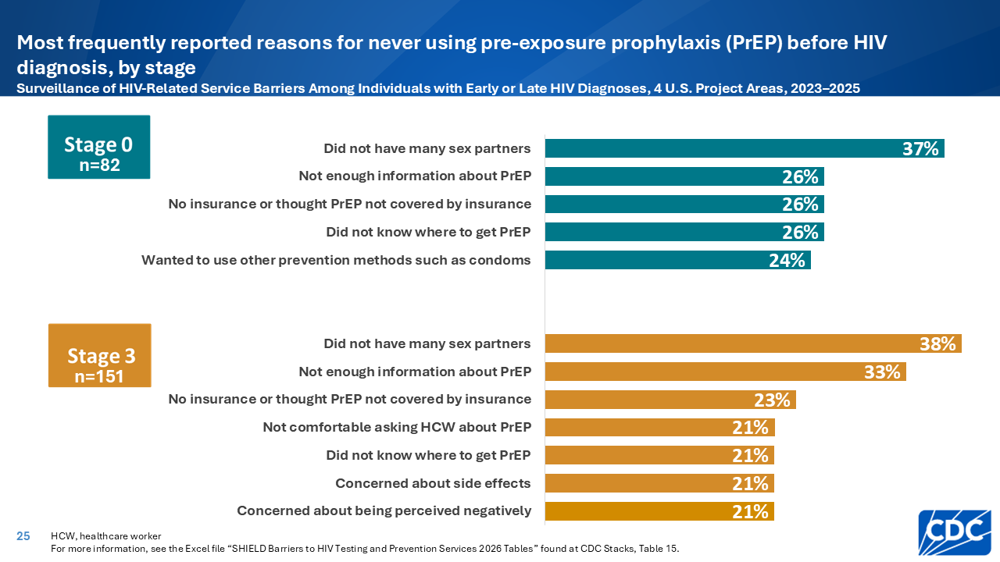 Most frequently reported reasons for never using pre-exposure prophylaxis (PrEP) before HIV
diagnosis, by stage
Surveillance of HIV-Related Service Barriers Among Individuals with Early or Late HIV Diagnoses, 4 U.S. Project Areas, 2023–2025
Stage 0
n=82
Did not have many sex partners 37%
Not enough information about PrEP 26%
No insurance or thought PrEP not covered by insurance 26%
Did not know where to get PrEP 26%
Wanted to use other prevention methods such as condoms 24%
Stage 3
n=151
Did not have many sex partners 38%
Not enough information about PrEP 33%
No insurance or thought PrEP not covered by insurance 23%
Not comfortable asking HCW about PrEP 21%
Did not know where to get PrEP 21%
Concerned about side effects 21%
Concerned about being perceived negatively 21%
25
HCW, healthcare worker
For more information, see the Excel file “SHIELD Barriers to HIV Testing and Prevention Services 2026 Tables” found at CDC Stacks, Table 15.
CDC